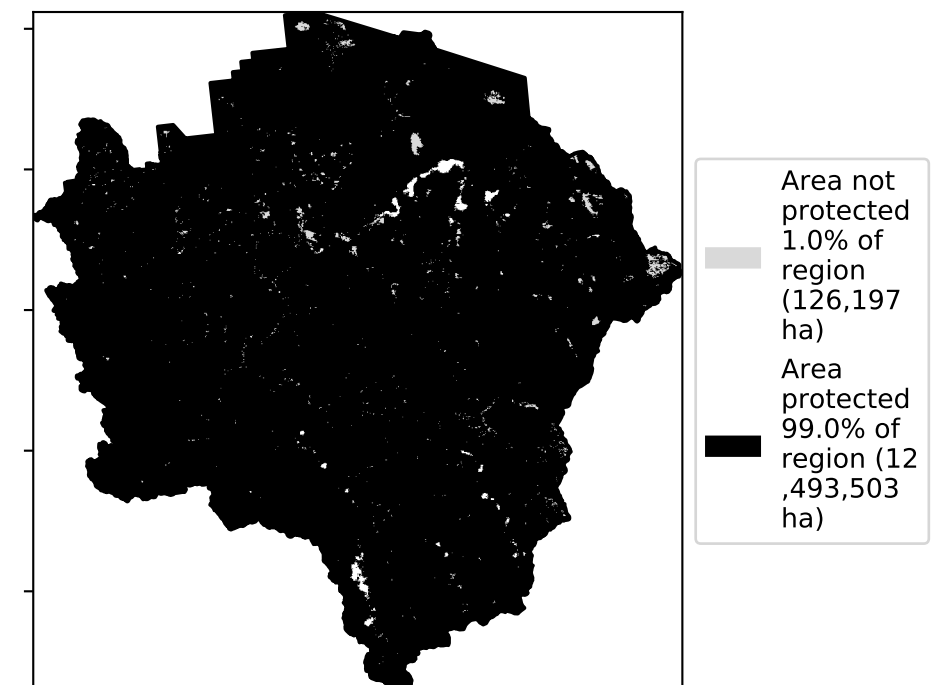 Area not
protected
1.0% of
region
(126,197
ha)
Area
protected
99.0% of
region (12
,493,503
ha)